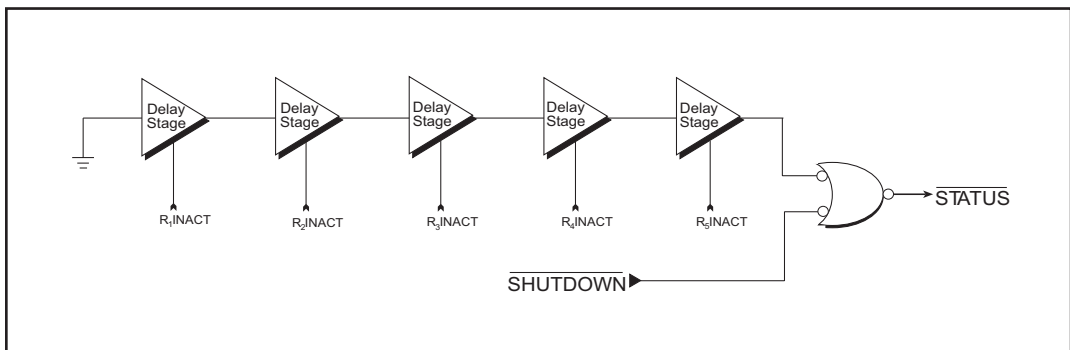 Delay
Stage
Delay
Stage
Delay
Stage
Delay
Stage
Delay
Stage
R₁INACT
R₂INACT
R₃INACT
R₄INACT
R₅INACT
STATUS
SHUTDOWN